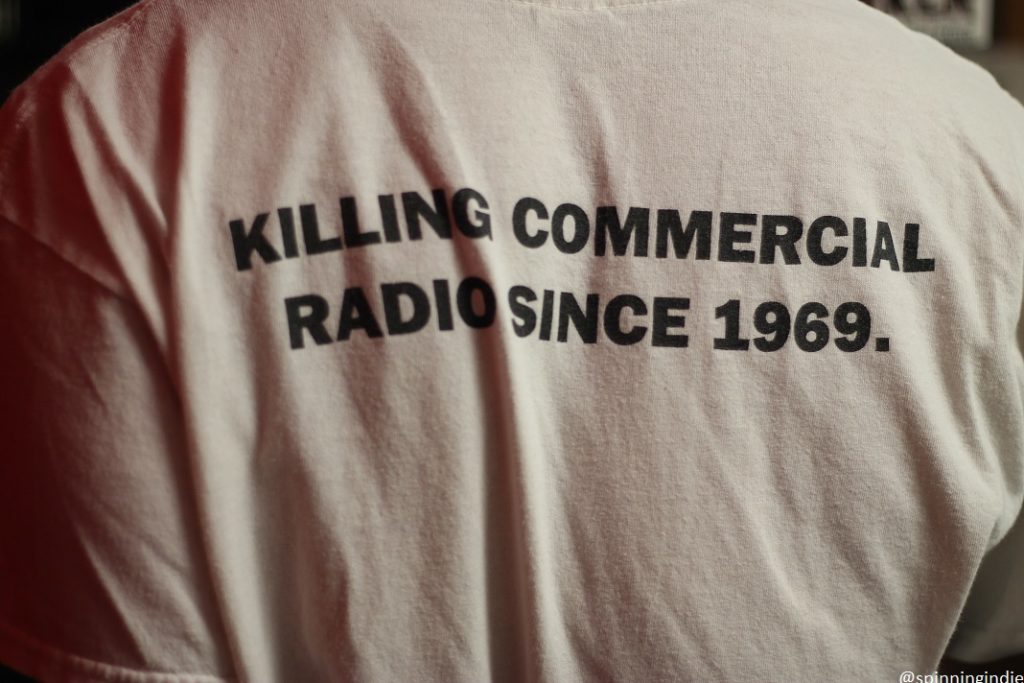 KILLING COMMERCIAL
RADIO SINCE 1969.
@spinningindie